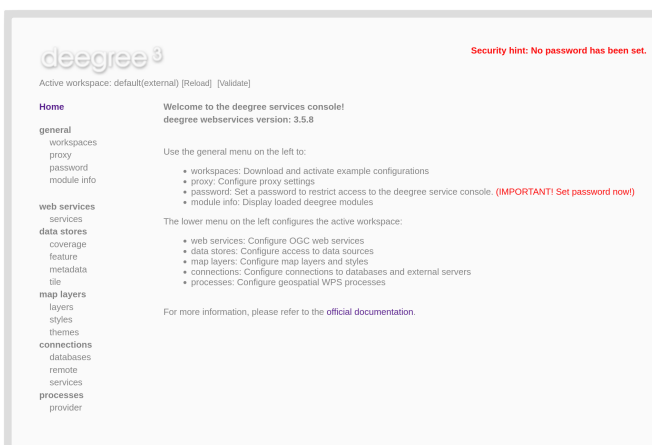 deegree 3
Security hint: No password has been set.
Active workspace: default(external) [Reload] [Validate]
Home
general
workspaces
proxy
password
module info
web services
services
data stores
coverage
feature
metadata
tile
map layers
layers
styles
themes
connections
databases
remote
services
processes
provider
Welcome to the deegree services console!
deegree webservices version: 3.5.8
Use the general menu on the left to:
workspaces: Download and activate example configurations
proxy: Configure proxy settings
password: Set a password to restrict access to the deegree service console. (IMPORTANT! Set password now!)
module info: Display loaded deegree modules
The lower menu on the left configures the active workspace:
web services: Configure OGC web services
data stores: Configure access to data sources
map layers: Configure map layers and styles
connections: Configure connections to databases and external servers
processes: Configure geospatial WPS processes
For more information, please refer to the official documentation.